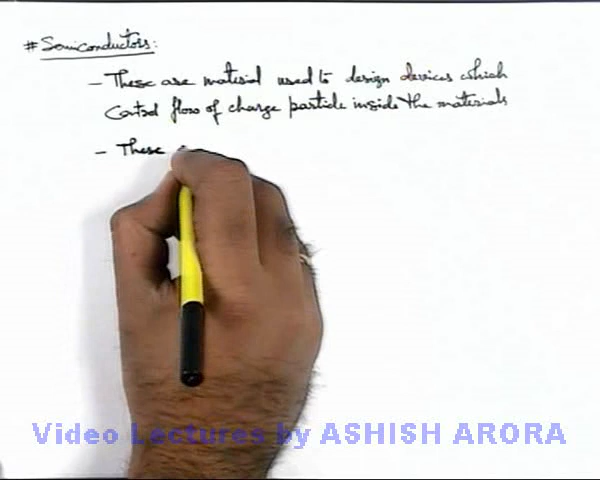 # Semiconductors:
- These are material used to design devices which
Control flow of charge particle inside the materials
- These
Video Lectures by ASHISH ARORA